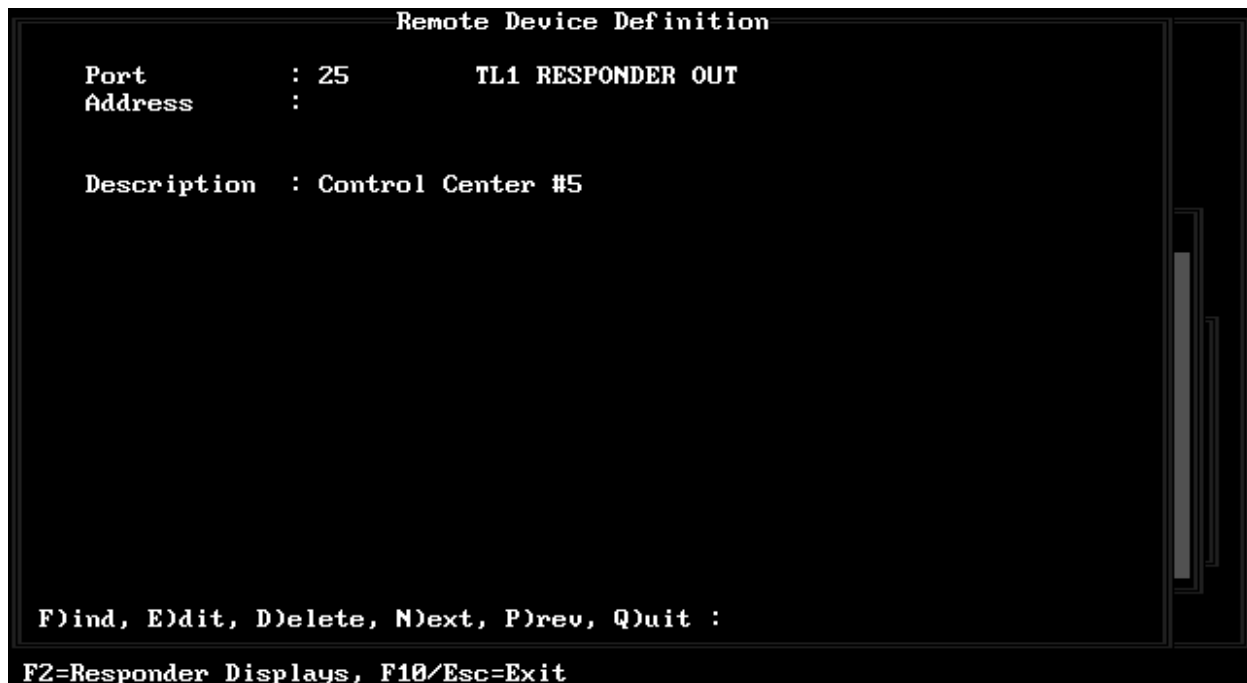 Remote Device Definition
Port : 25 TL1 RESPONDER OUT
Address :
Description : Control Center #5
F)ind, E)dit, D)elete, N)ext, P)rev, Q)uit :
F2=Responder Displays, F10/Esc=Exit